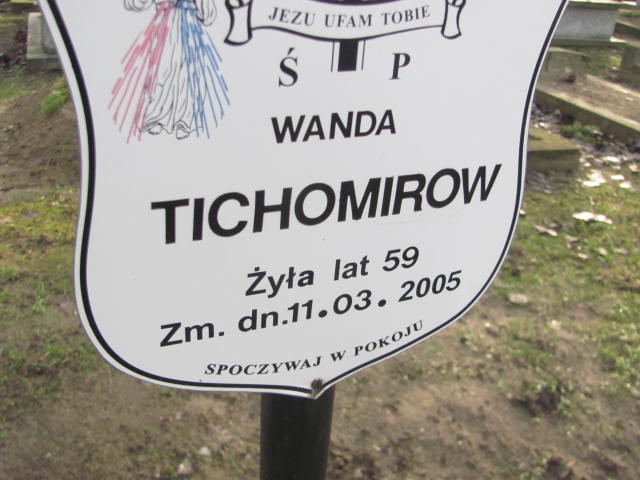 JEZU UFAM TOBIE
Ś P
WANDA
TICHOMIROW
Żyła lat 59
Zm. dn.11.03.2005
SPOCZYWAJ W POKOJU